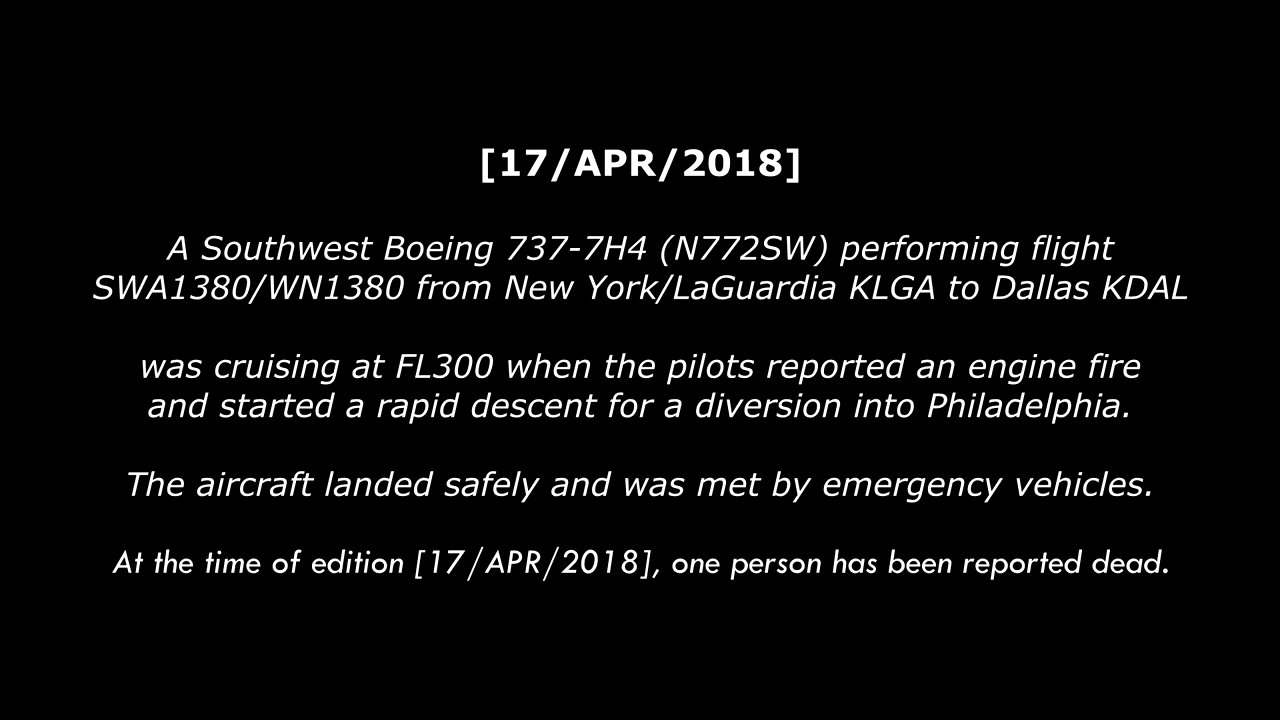 [17/APR/2018]
A Southwest Boeing 737-7H4 (N772SW) performing flight
SWA1380/WN1380 from New York/LaGuardia KLGA to Dallas KDAL
was cruising at FL300 when the pilots reported an engine fire
and started a rapid descent for a diversion into Philadelphia.
The aircraft landed safely and was met by emergency vehicles.
At the time of edition [17/APR/2018], one person has been reported dead.